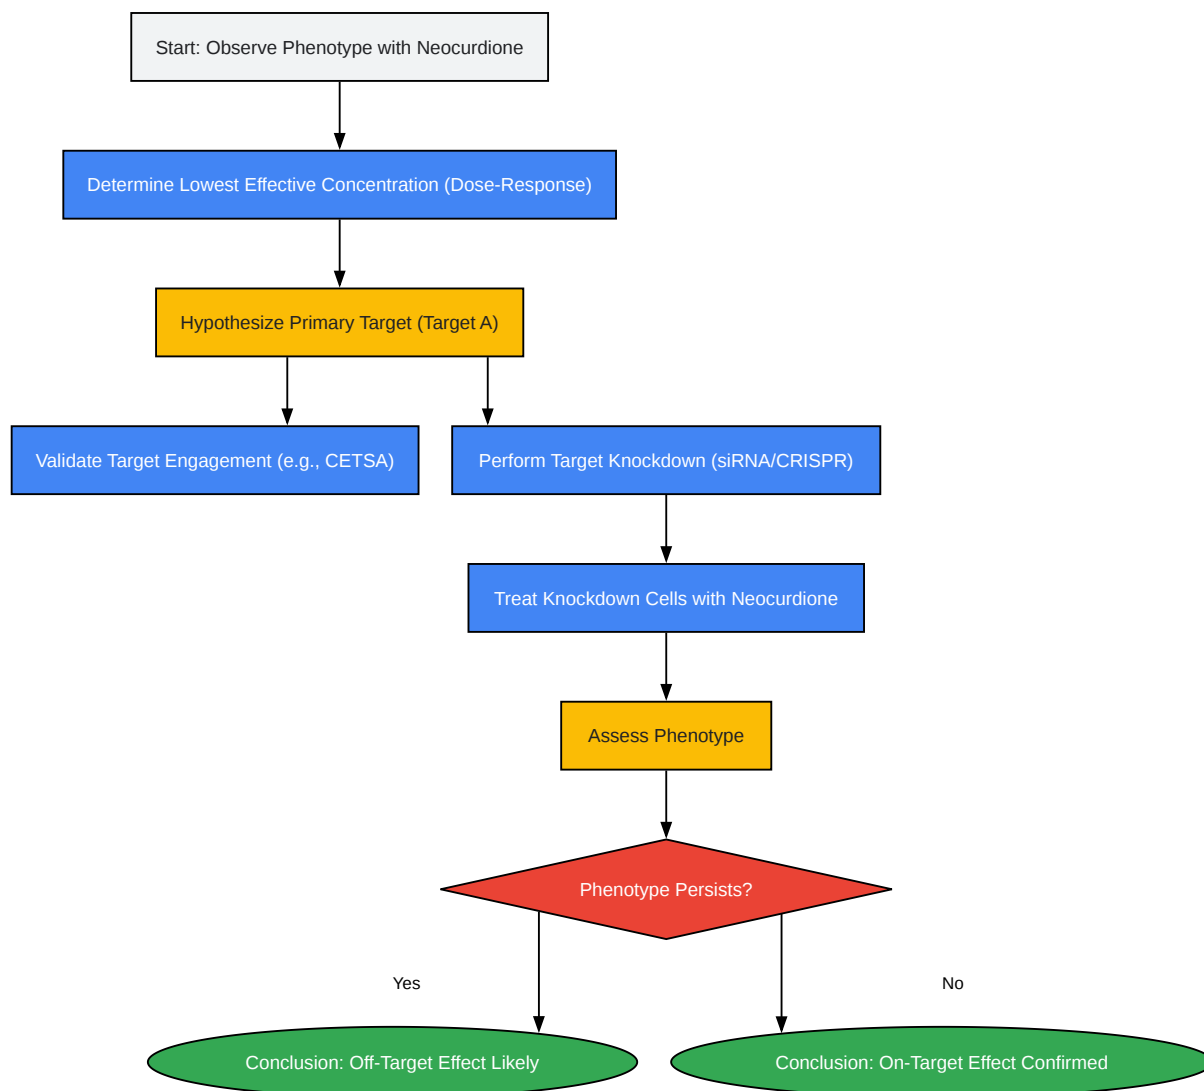 Start: Observe Phenotype with Neocurdione
Determine Lowest Effective Concentration (Dose-Response)
Hypothesize Primary Target (Target A)
Validate Target Engagement (e.g., CETSA)
Perform Target Knockdown (siRNA/CRISPR)
Treat Knockdown Cells with Neocurdione
Assess Phenotype
Phenotype Persists?
Yes
No
Conclusion: Off-Target Effect Likely
Conclusion: On-Target Effect Confirmed